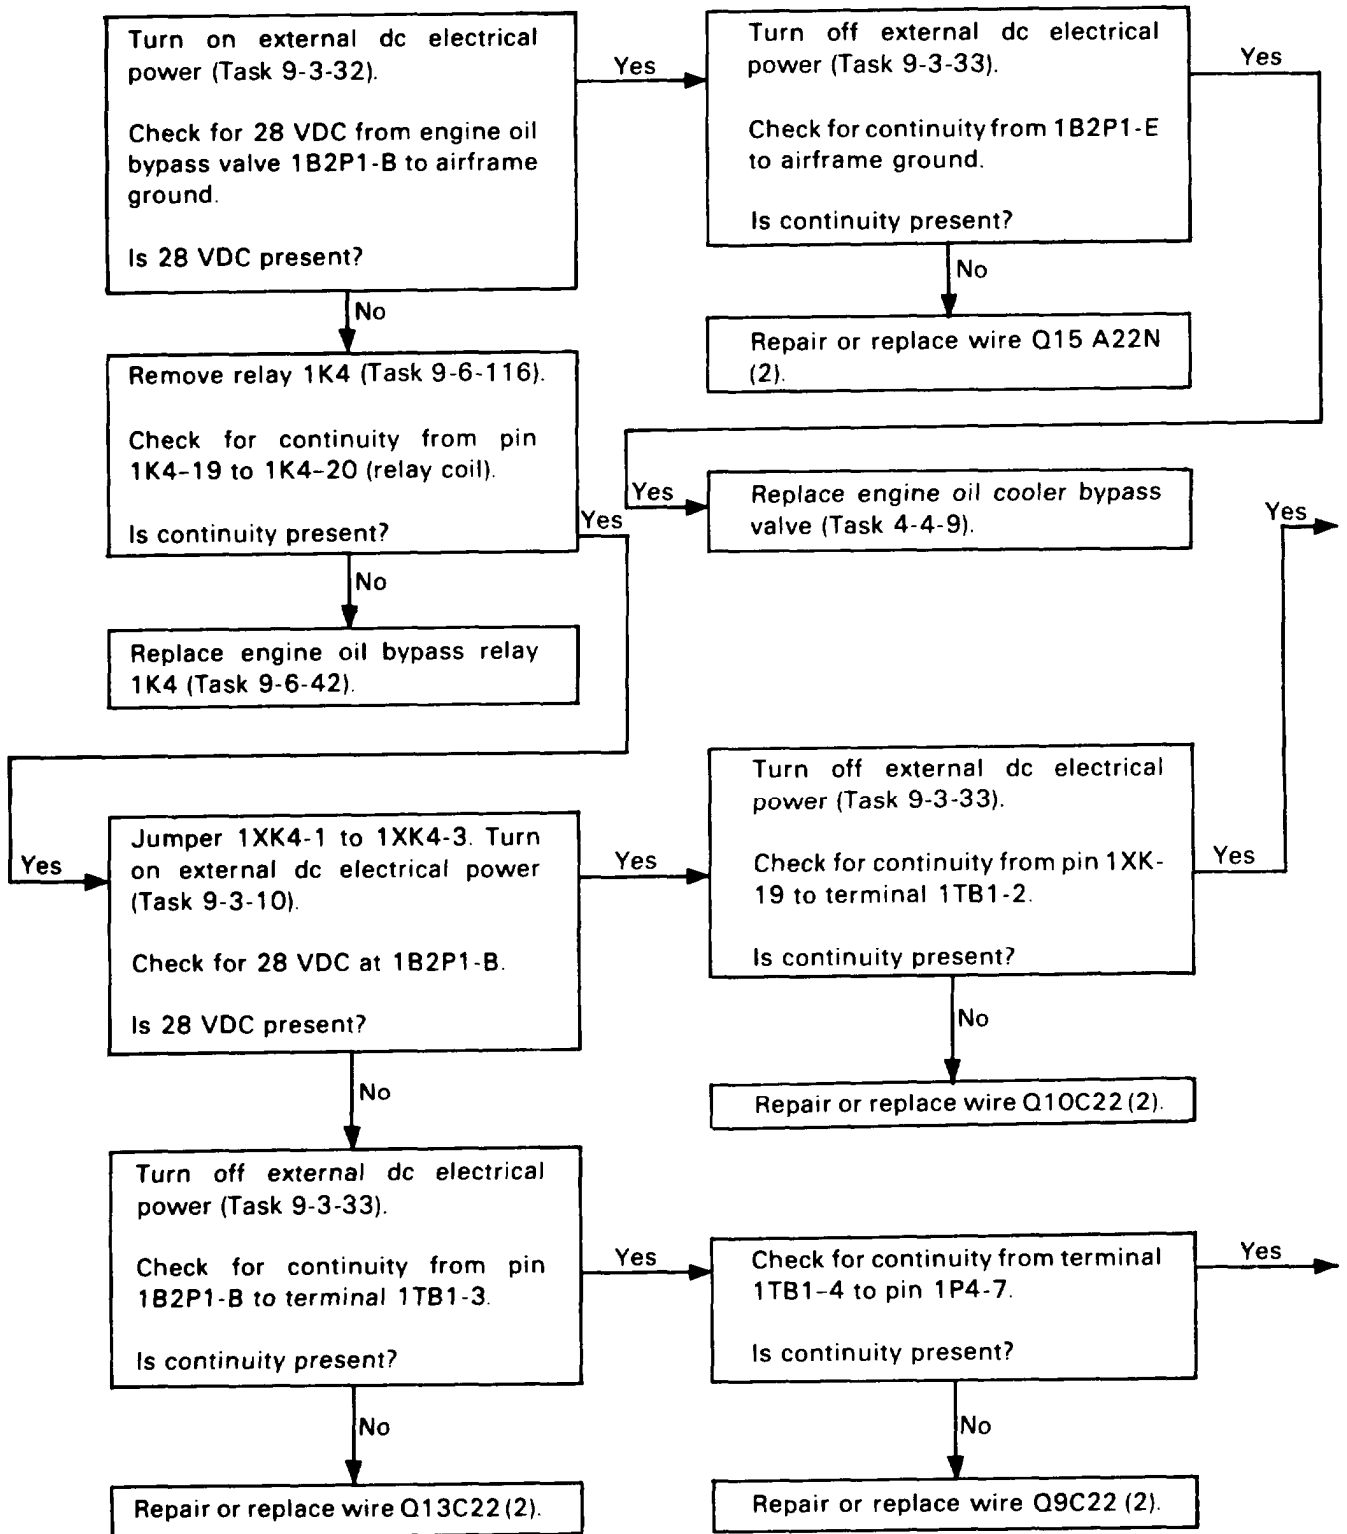 Turn on external dc electrical
power (Task 9-3-32).
Check for 28 VDC from engine oil
bypass valve 1B2P1-B to airframe
ground.
Is 28 VDC present?
Yes
Turn off external dc electrical
power (Task 9-3-33).
Check for continuity from 1B2P1-E
to airframe ground.
Is continuity present?
Yes
No
No
Repair or replace wire Q15 A22N
(2).
Remove relay 1K4 (Task 9-6-116).
Check for continuity from pin
1K4-19 to 1K4-20 (relay coil).
Is continuity present?
Yes
Yes
Replace engine oil cooler bypass
valve (Task 4-4-9).
Yes
No
Replace engine oil bypass relay
1K4 (Task 9-6-42).
Yes
Jumper 1XK4-1 to 1XK4-3. Turn
on external dc electrical power
(Task 9-3-10).
Check for 28 VDC at 1B2P1-B.
Is 28 VDC present?
Yes
Turn off external dc electrical
power (Task 9-3-33).
Check for continuity from pin 1XK-
19 to terminal 1TB1-2.
Is continuity present?
Yes
No
No
Repair or replace wire Q10C22 (2).
Turn off external dc electrical
power (Task 9-3-33).
Check for continuity from pin
1B2P1-B to terminal 1TB1-3.
Is continuity present?
Yes
Check for continuity from terminal
1TB1-4 to pin 1P4-7.
Is continuity present?
Yes
No
No
Repair or replace wire Q13C22 (2).
Repair or replace wire Q9C22 (2).